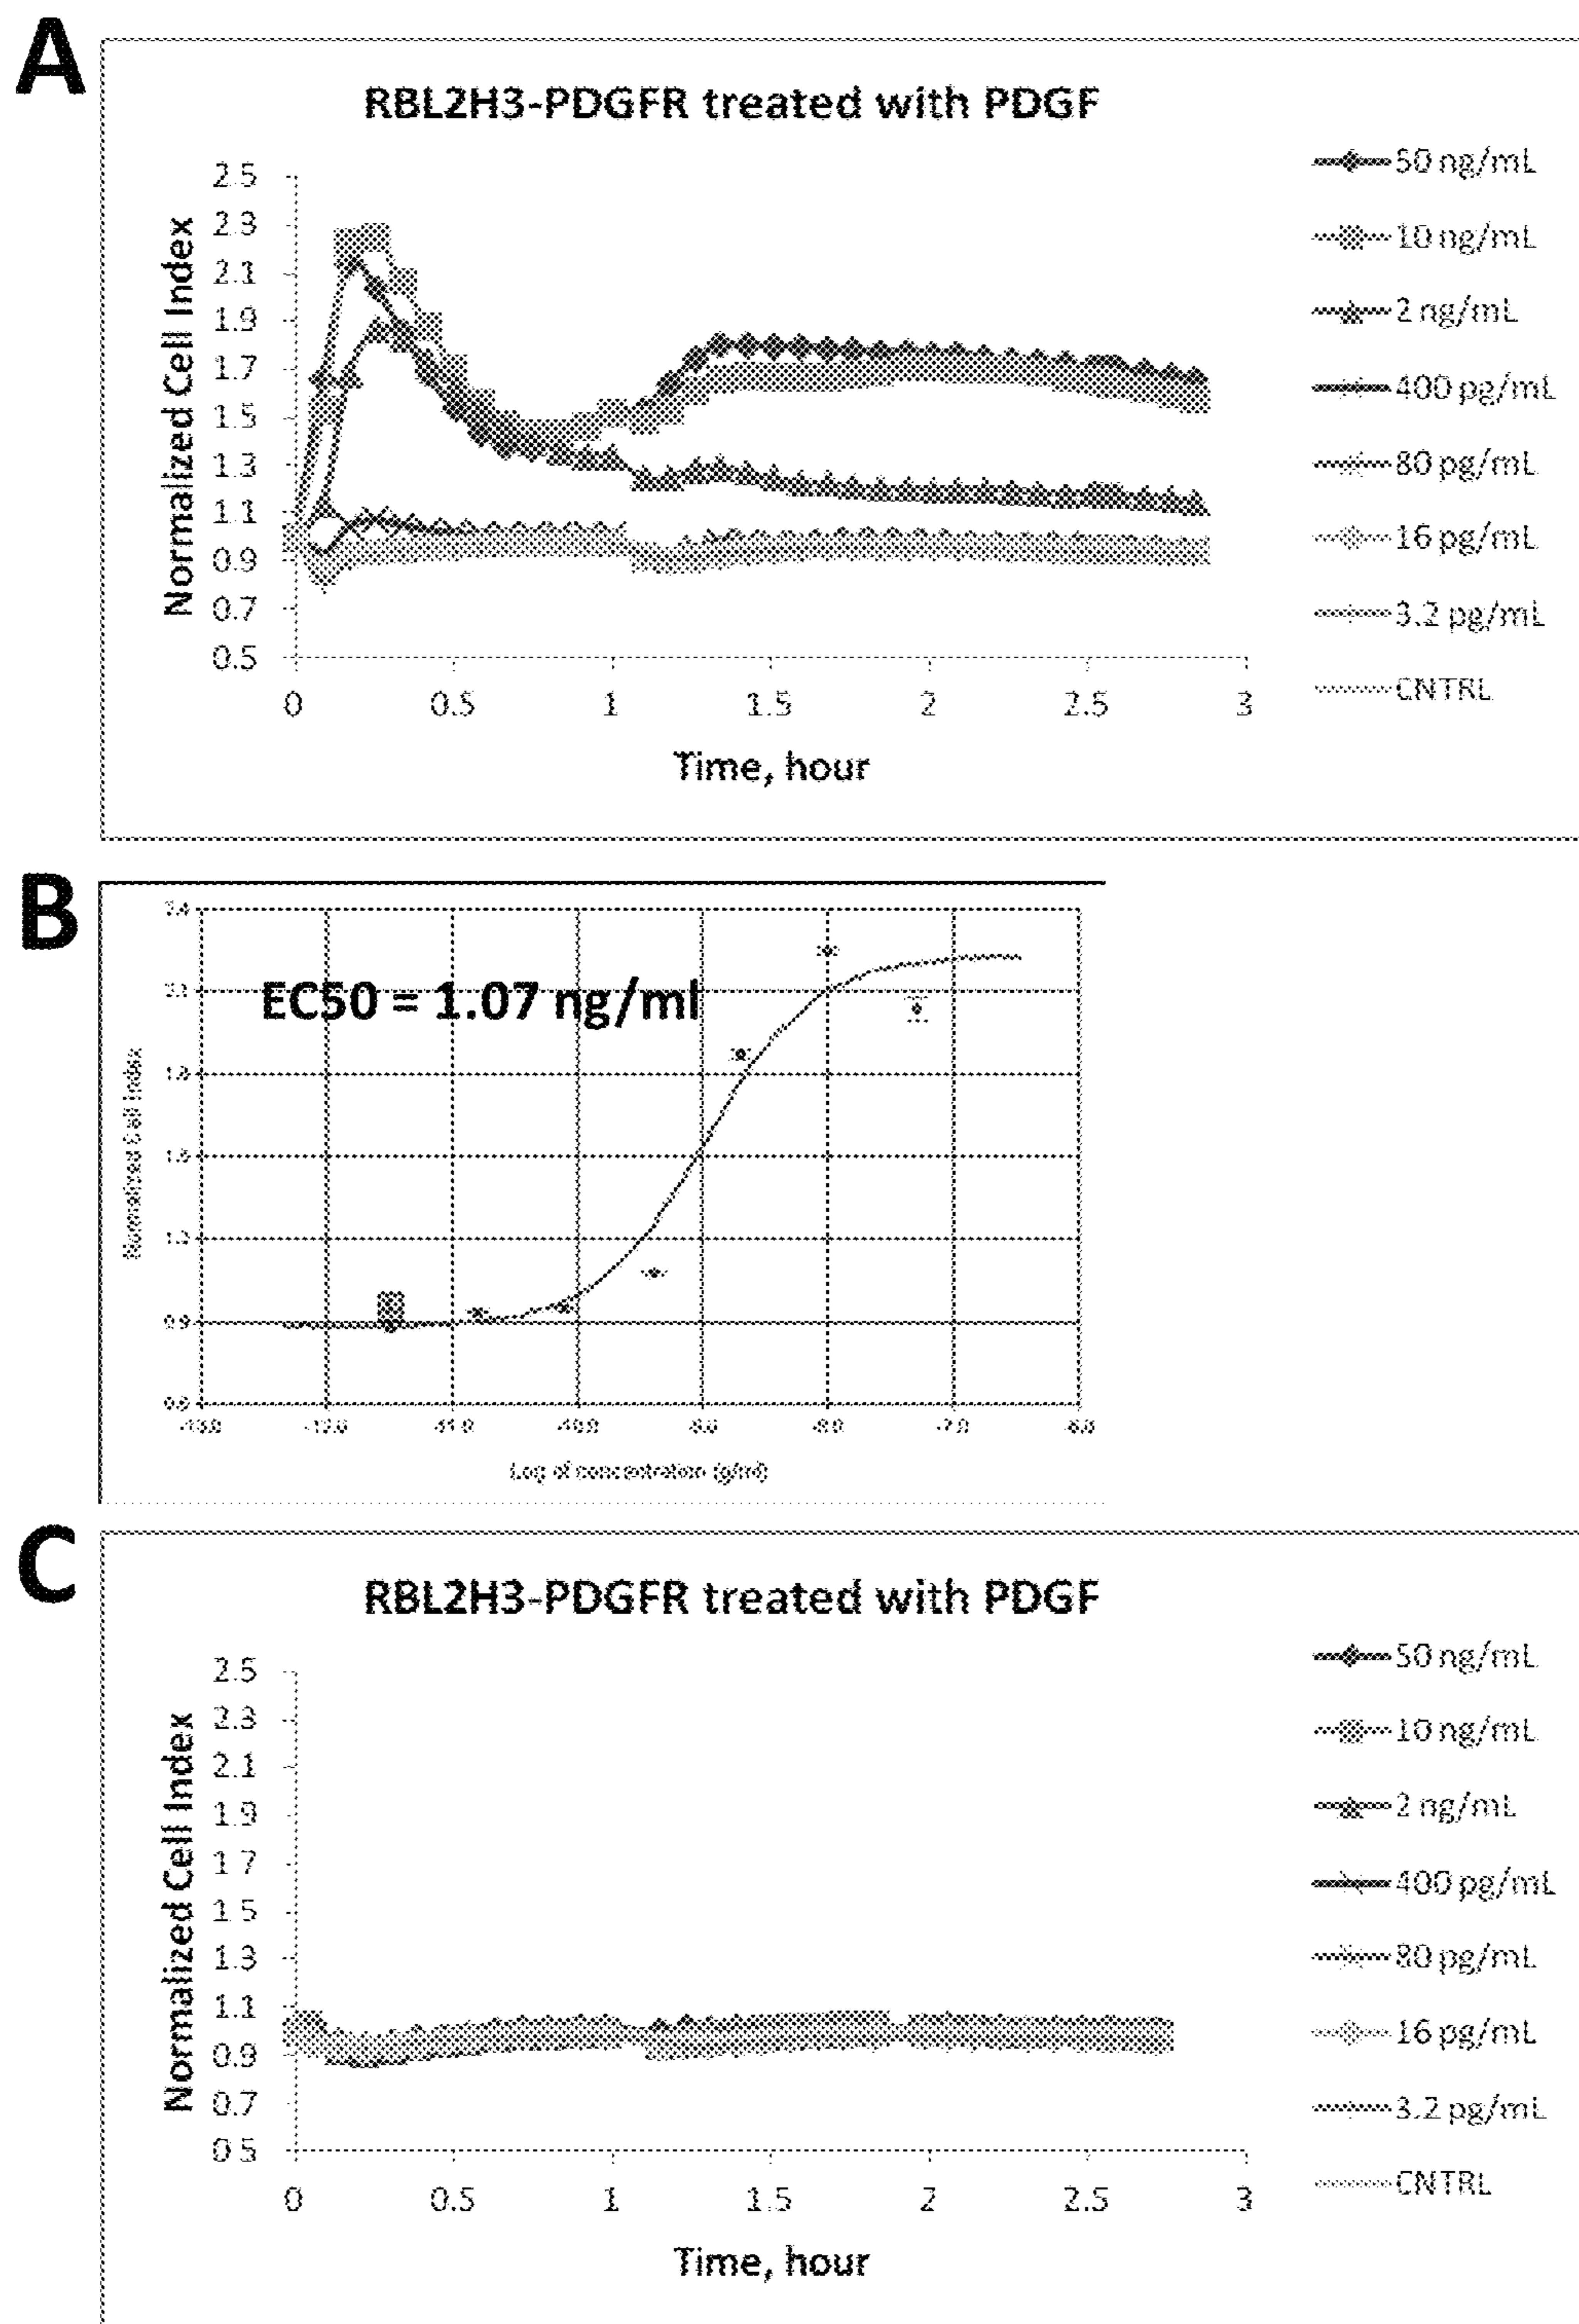 A
RBL2H3-PDGFR treated with PDGF
Normalized Cell Index
2.5
2.3
2.1
1.9
1.7
1.5
1.3
1.1
0.9
0.7
0.5
0 0.5 1 1.5 2 2.5 3
Time, hour
50 ng/mL
10 ng/mL
2 ng/mL
400 pg/mL
80 pg/mL
16 pg/mL
3.2 pg/mL
CNTRL
B
EC50 = 1.07 ng/ml
Normalized Cell Index
Log of concentration (g/ml)
C
RBL2H3-PDGFR treated with PDGF
Normalized Cell Index
2.5
2.3
2.1
1.9
1.7
1.5
1.3
1.1
0.9
0.7
0.5
0 0.5 1 1.5 2 2.5 3
Time, hour
50 ng/mL
10 ng/mL
2 ng/mL
400 pg/mL
80 pg/mL
16 pg/mL
3.2 pg/mL
CNTRL